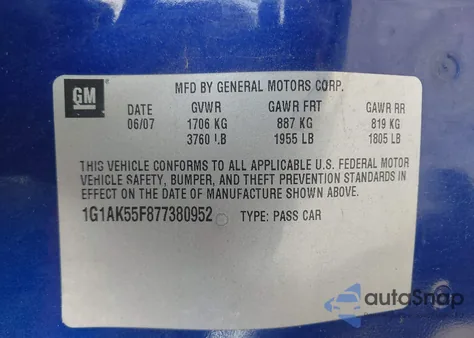 GM
MFD BY GENERAL MOTORS CORP.
DATE GVWR GAWR FRT GAWR RR
06/07 1706 KG 887 KG 819 KG
3760 LB 1955 LB 1805 LB
THIS VEHICLE CONFORMS TO ALL APPLICABLE U.S. FEDERAL MOTOR
VEHICLE SAFETY, BUMPER, AND THEFT PREVENTION STANDARDS IN
EFFECT ON THE DATE OF MANUFACTURE SHOWN ABOVE.
1G1AK55F877380952 TYPE: PASS CAR
autoSnap